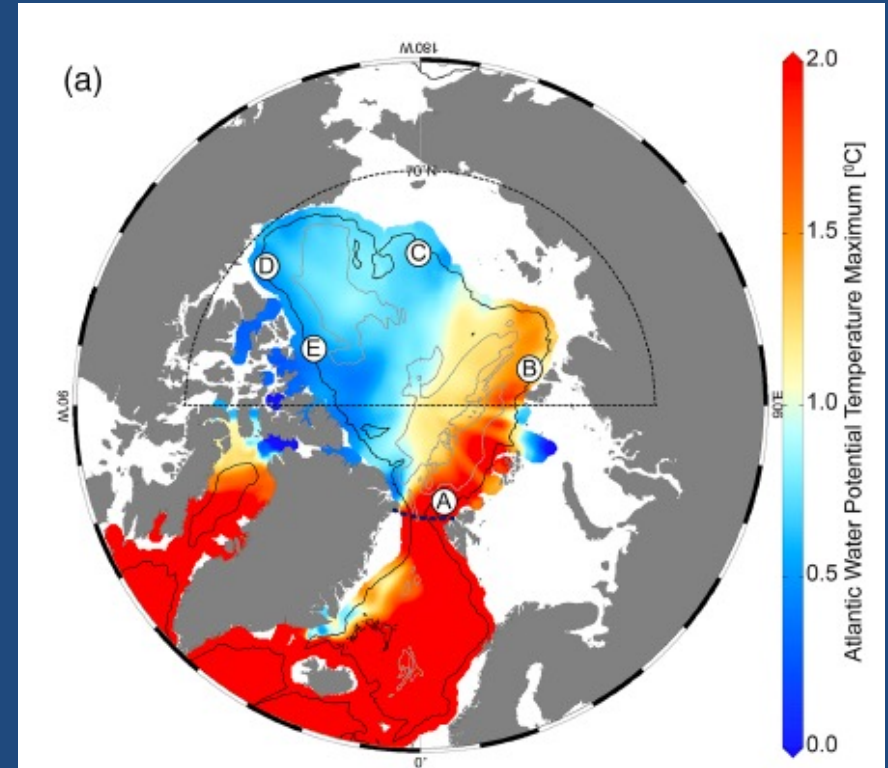 (a)
180°W
70°N
90°W
90°E
0°
A
B
C
D
E
2.0
1.5
1.0
0.5
0.0
Atlantic Water Potential Temperature Maximum [⁰C]